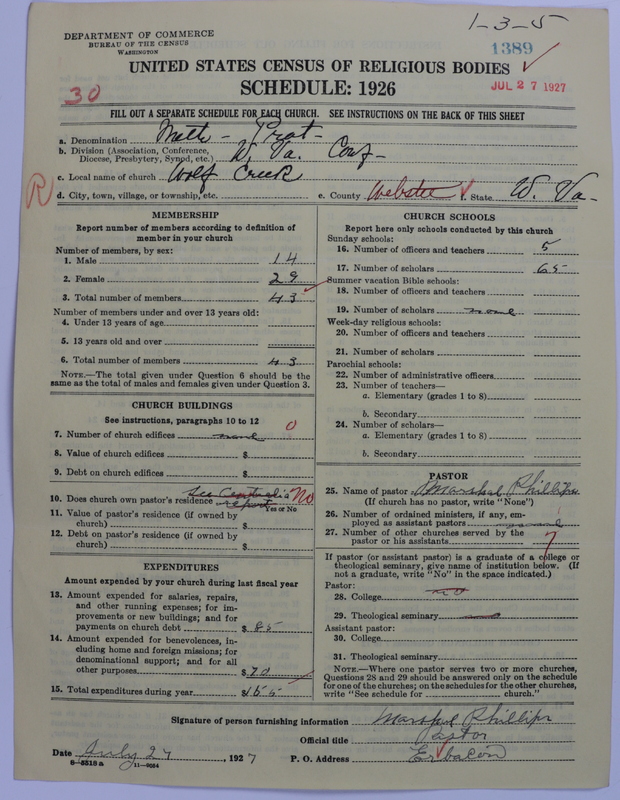 1-3-5
DEPARTMENT OF COMMERCE
BUREAU OF THE CENSUS
WASHINGTON
1389
UNITED STATES CENSUS OF RELIGIOUS BODIES
30
SCHEDULE: 1926
JUL 27 1927
FILL OUT A SEPARATE SCHEDULE FOR EACH CHURCH. SEE INSTRUCTIONS ON THE BACK OF THIS SHEET
a. Denomination Meth - Prot -
b. Division (Association, Conference,
Diocese, Presbytery, Synod, etc.) W. Va. Conf -
c. Local name of church Wolf Creek
R
d. City, town, village, or township, etc. e. County Webster f. State W. Va -
MEMBERSHIP
Report number of members according to definition of
member in your church
Number of members, by sex:
1. Male 14
2. Female 29
3. Total number of members 43
Number of members under and over 13 years old:
4. Under 13 years of age
5. 13 years old and over
6. Total number of members 43
NOTE.—The total given under Question 6 should be the
same as the total of males and females given under Question 3.
CHURCH BUILDINGS
See instructions, paragraphs 10 to 12
0
7. Number of church edifices none
8. Value of church edifices $
9. Debt on church edifices $
See Centralia
10. Does church own pastor's residence report No
Yes or No
11. Value of pastor's residence (if owned by
church) $
12. Debt on pastor's residence (if owned by
church) $
EXPENDITURES
Amount expended by your church during last fiscal year
13. Amount expended for salaries, repairs,
and other running expenses; for im-
provements or new buildings; and for
payments on church debt $ 85
14. Amount expended for benevolences, in-
cluding home and foreign missions; for
denominational support; and for all
other purposes $ 70
15. Total expenditures during year $155
CHURCH SCHOOLS
Report here only schools conducted by this church
Sunday schools:
16. Number of officers and teachers 5
17. Number of scholars 65
Summer vacation Bible schools:
18. Number of officers and teachers
19. Number of scholars none
Week-day religious schools:
20. Number of officers and teachers
21. Number of scholars
Parochial schools:
22. Number of administrative officers
23. Number of teachers—
a. Elementary (grades 1 to 8)
b. Secondary
24. Number of scholars—
a. Elementary (grades 1 to 8)
b. Secondary
PASTOR
25. Name of pastor Marshal Phillips
(If church has no pastor, write "None")
26. Number of ordained ministers, if any, em-
ployed as assistant pastors
27. Number of other churches served by the
pastor or his assistants 7
If pastor (or assistant pastor) is a graduate of a college or
theological seminary, give name of institution below. (If
not a graduate, write "No" in the space indicated.)
Pastor:
28. College no
29. Theological seminary no
Assistant pastor:
30. College
31. Theological seminary
NOTE.—Where one pastor serves two or more churches,
Questions 28 and 29 should be answered only on the schedule
for one of the churches; on the schedules for the other churches,
write "See schedule for church."
Signature of person furnishing information Marshal Phillips
Official title Pastor
Date July 27, 1927 P. O. Address Erbacon
8-5518a 11-9054